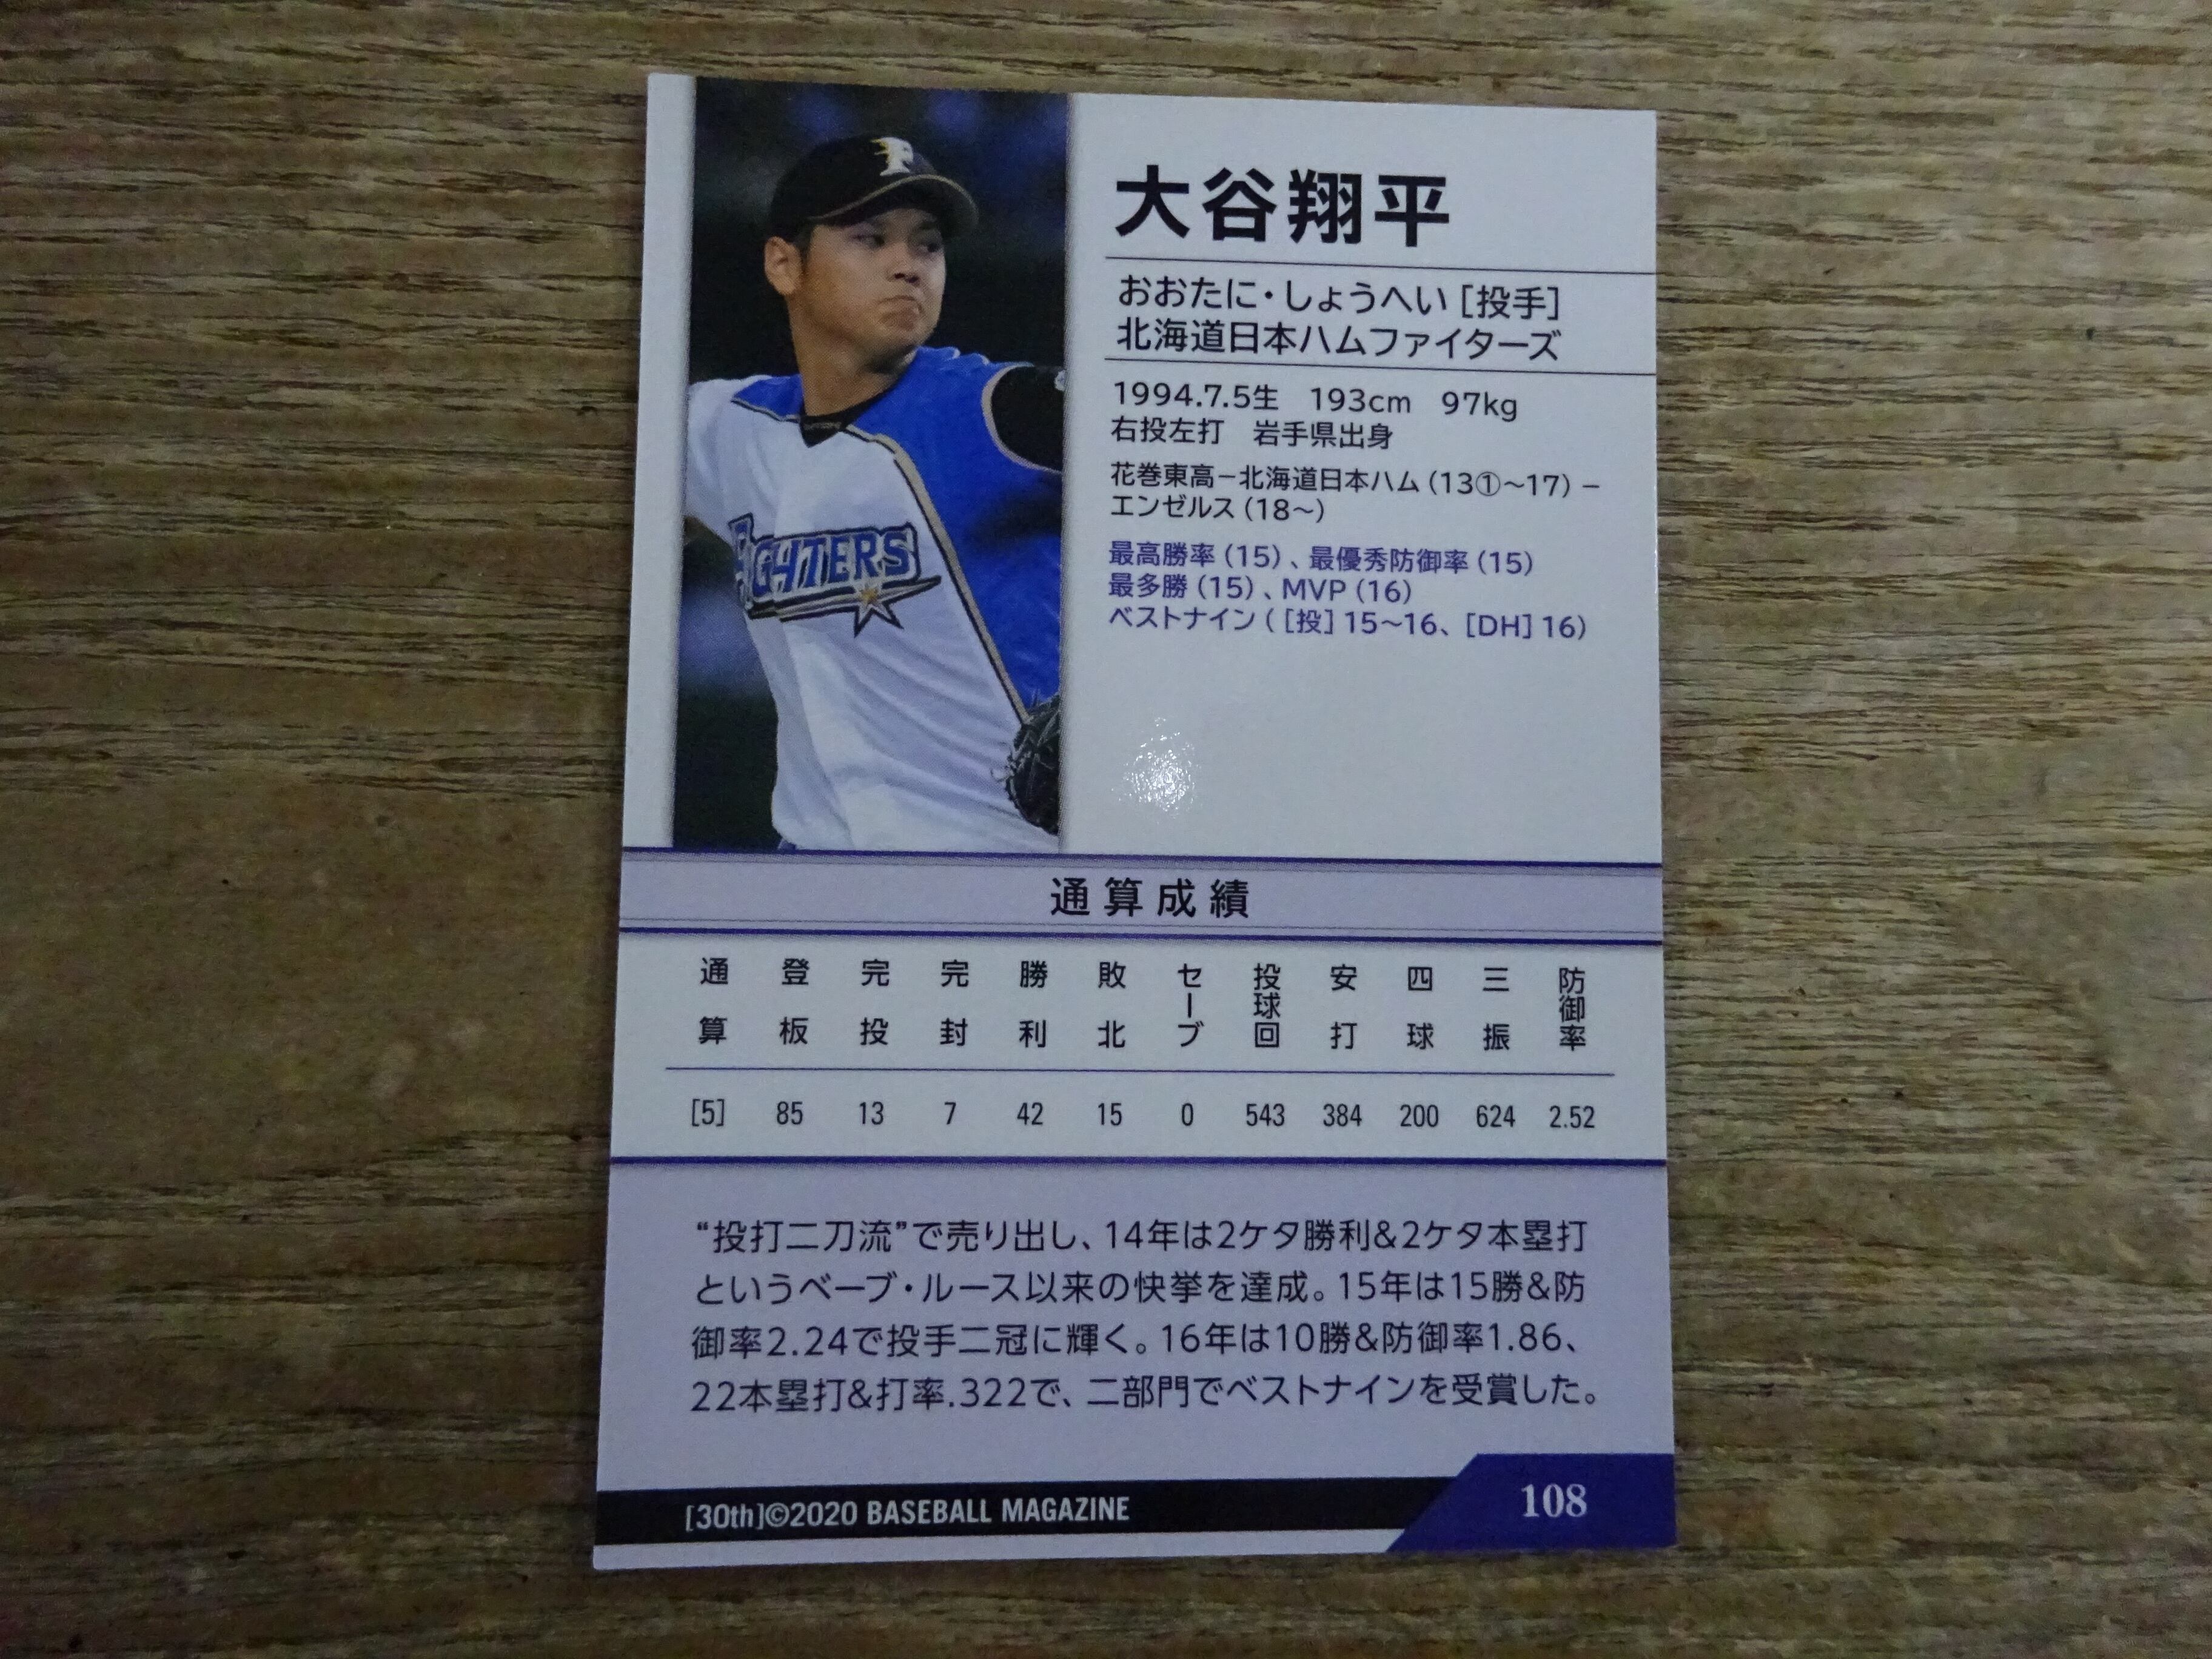 F
FIGHTERS
大谷翔平
おおたに・しょうへい［投手］
北海道日本ハムファイターズ
1994.7.5生　193cm　97kg
右投左打　岩手県出身
花巻東高－北海道日本ハム（13①～17）－
エンゼルス（18～）
最高勝率（15）、最優秀防御率（15）
最多勝（15）、MVP（16）
ベストナイン（［投］15～16、［DH］16）
通算成績
通算 登板 完投 完封 勝利 敗北 セーブ 投球回 安打 四球 三振 防御率
[5] 85 13 7 42 15 0 543 384 200 624 2.52
“投打二刀流”で売り出し、14年は2ケタ勝利&2ケタ本塁打
というベーブ・ルース以来の快挙を達成。15年は15勝&防
御率2.24で投手二冠に輝く。16年は10勝&防御率1.86、
22本塁打&打率.322で、二部門でベストナインを受賞した。
[30th]©2020 BASEBALL MAGAZINE
108